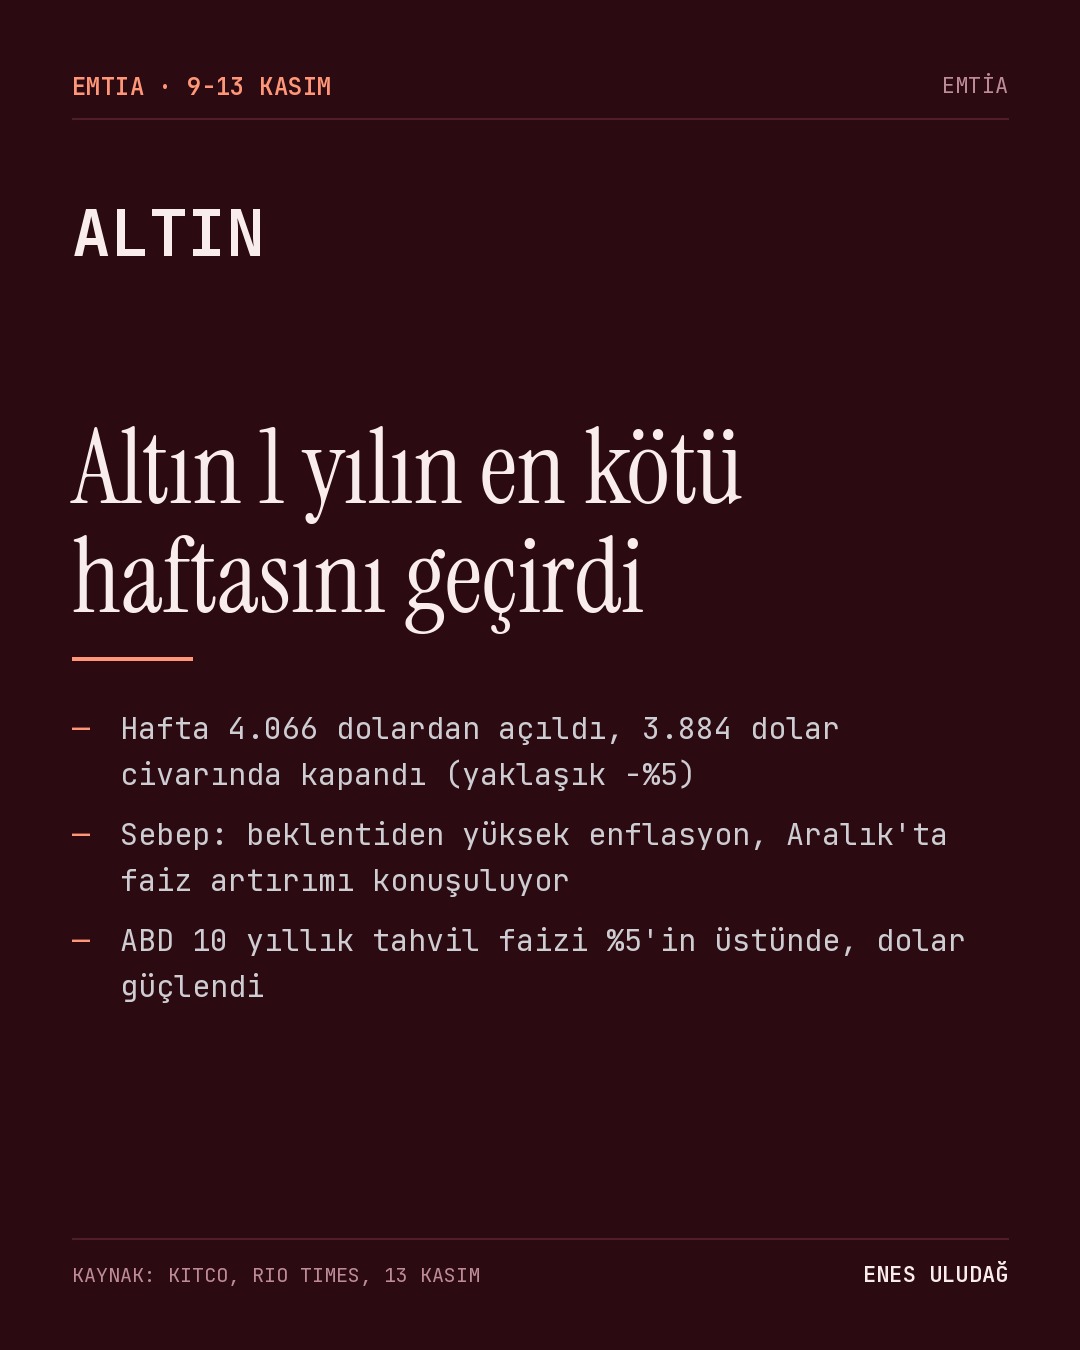 EMTIA · 9-13 KASIM
EMTİA
ALTIN
Altın 1 yılın en kötü
haftasını geçirdi
— Hafta 4.066 dolardan açıldı, 3.884 dolar
civarında kapandı (yaklaşık -%5)
— Sebep: beklentiden yüksek enflasyon, Aralık'ta
faiz artırımı konuşuluyor
— ABD 10 yıllık tahvil faizi %5'in üstünde, dolar
güçlendi
KAYNAK: KITCO, RIO TIMES, 13 KASIM
ENES ULUDAĞ